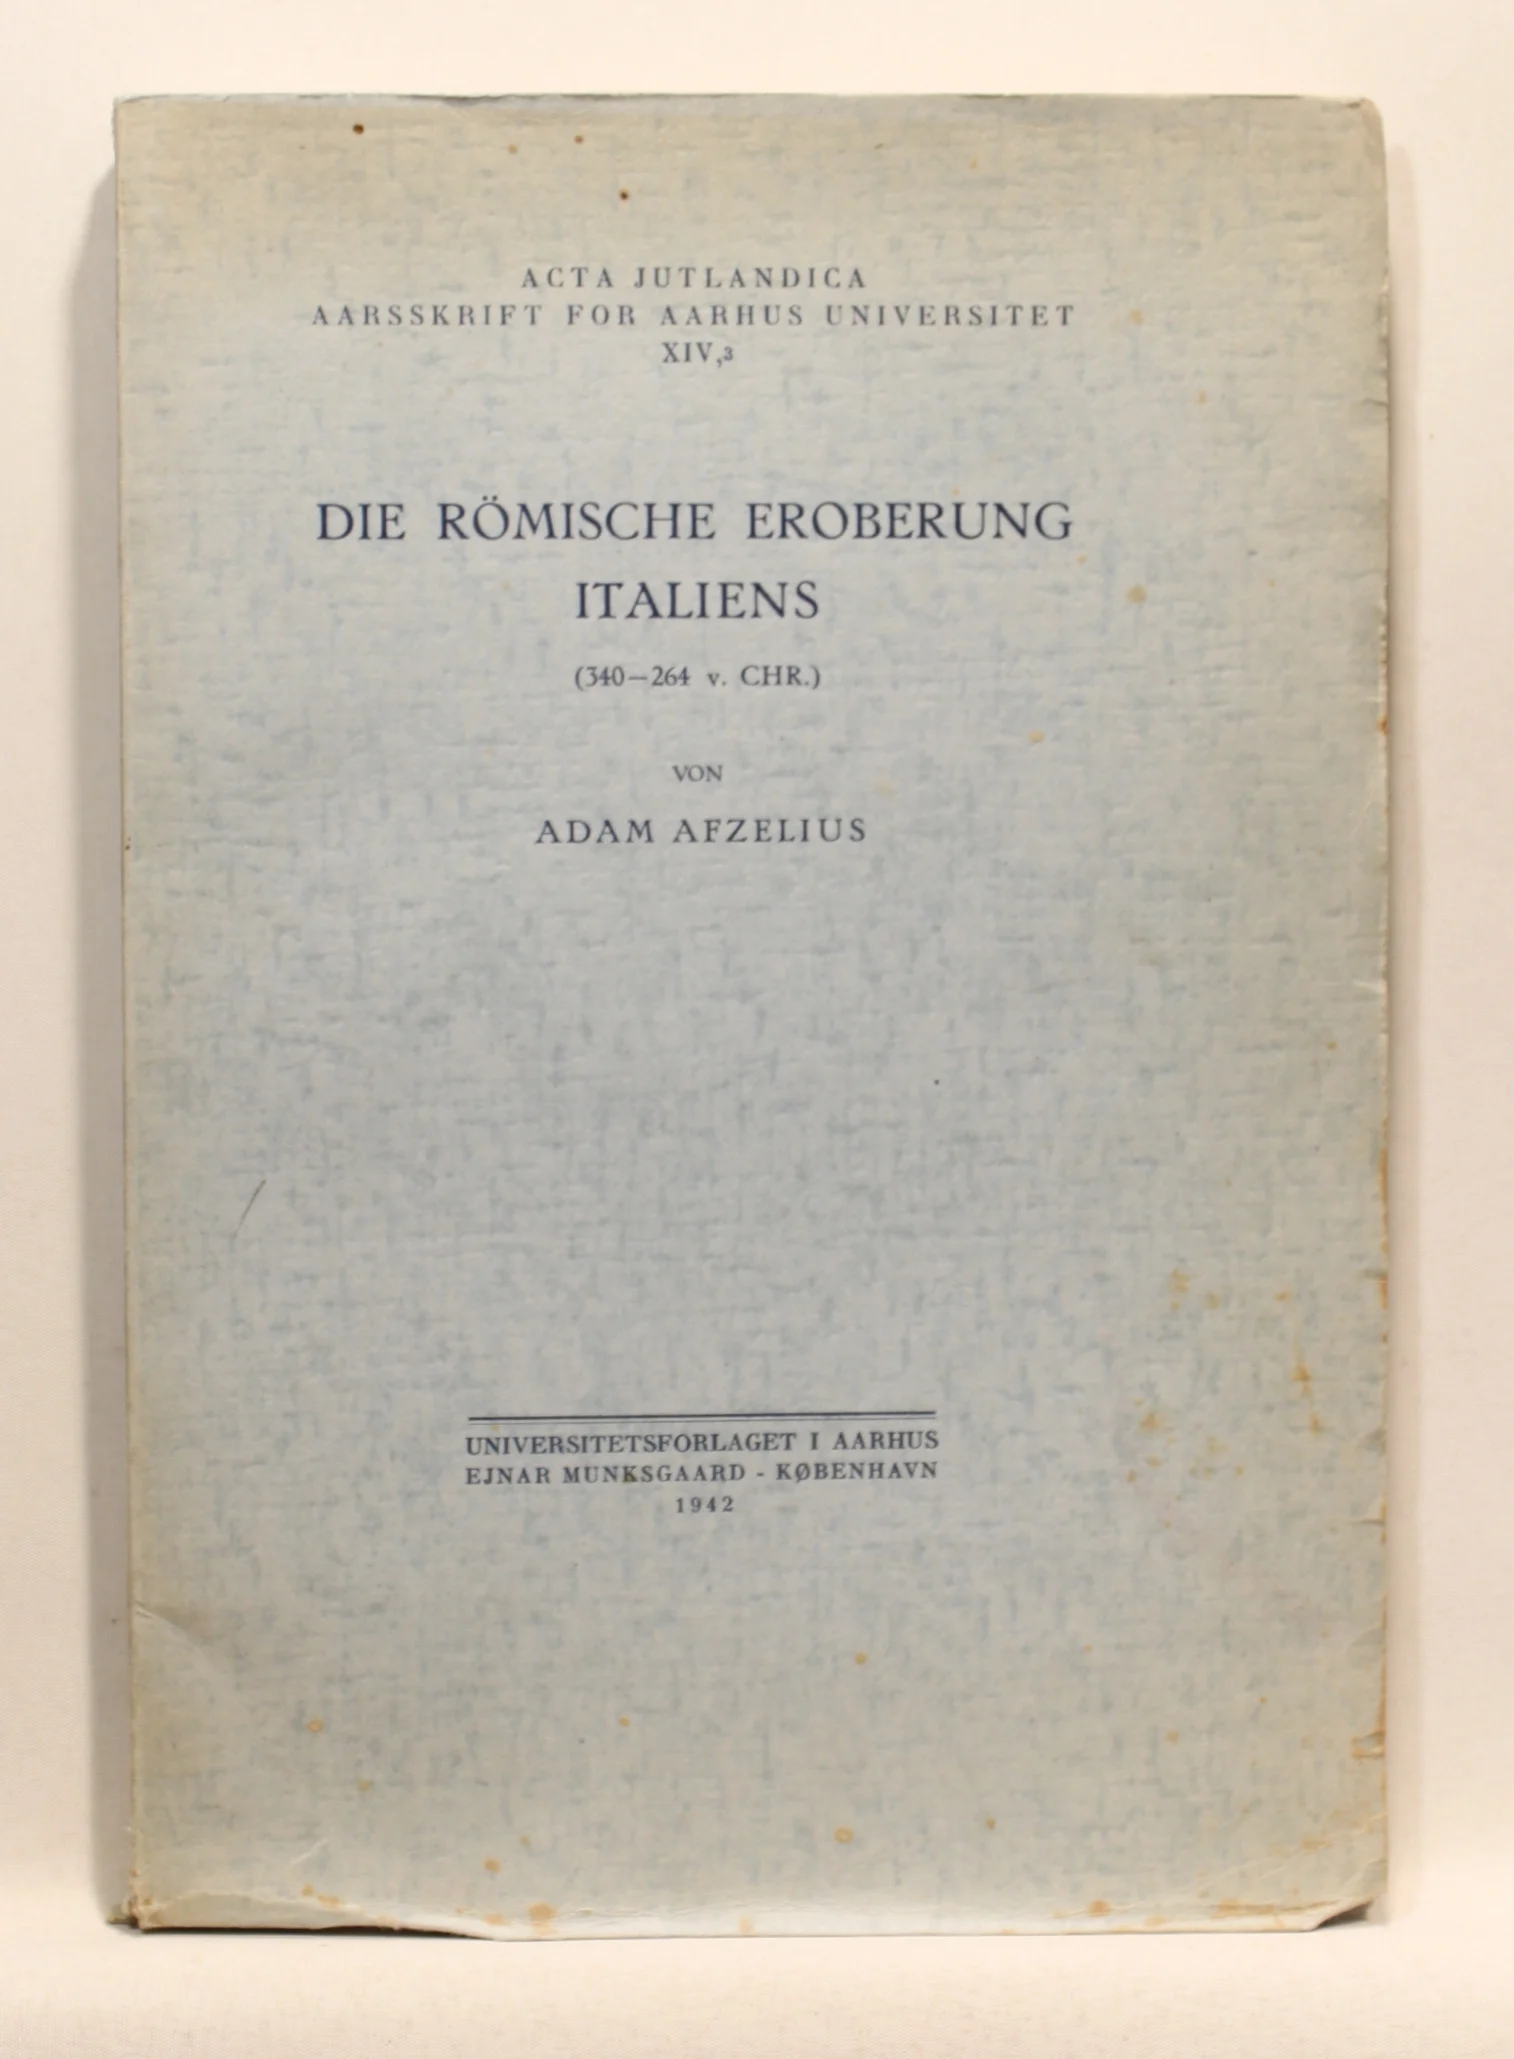 ACTA JUTLANDICA
AARSSKRIFT FOR AARHUS UNIVERSITET
XIV,3
DIE RÖMISCHE EROBERUNG
ITALIENS
(340—264 v. CHR.)
VON
ADAM AFZELIUS
UNIVERSITETSFORLAGET I AARHUS
EJNAR MUNKSGAARD - KØBENHAVN
1942